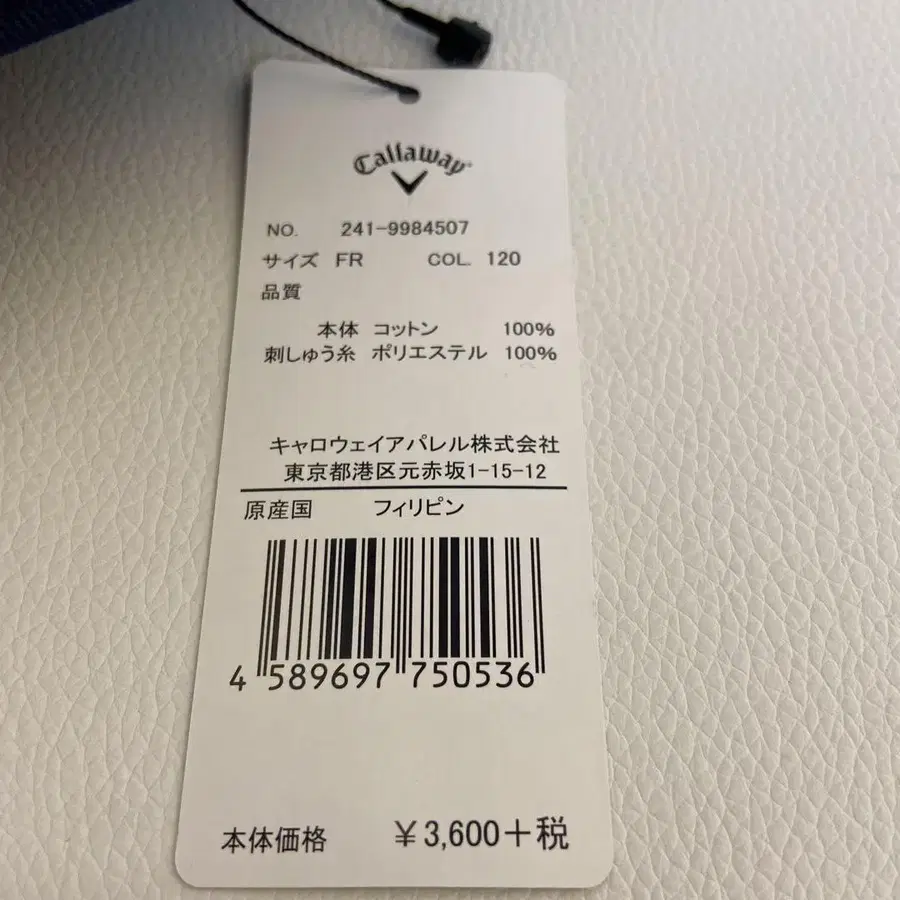 Callaway
NO. 241-9984507
サイズ FR COL. 120
品質
本体 コットン 100%
刺しゅう糸 ポリエステル 100%
キャロウェイアパレル株式会社
東京都港区元赤坂1-15-12
原産国 フィリピン
4 589697 750536
本体価格 ¥3,600+税